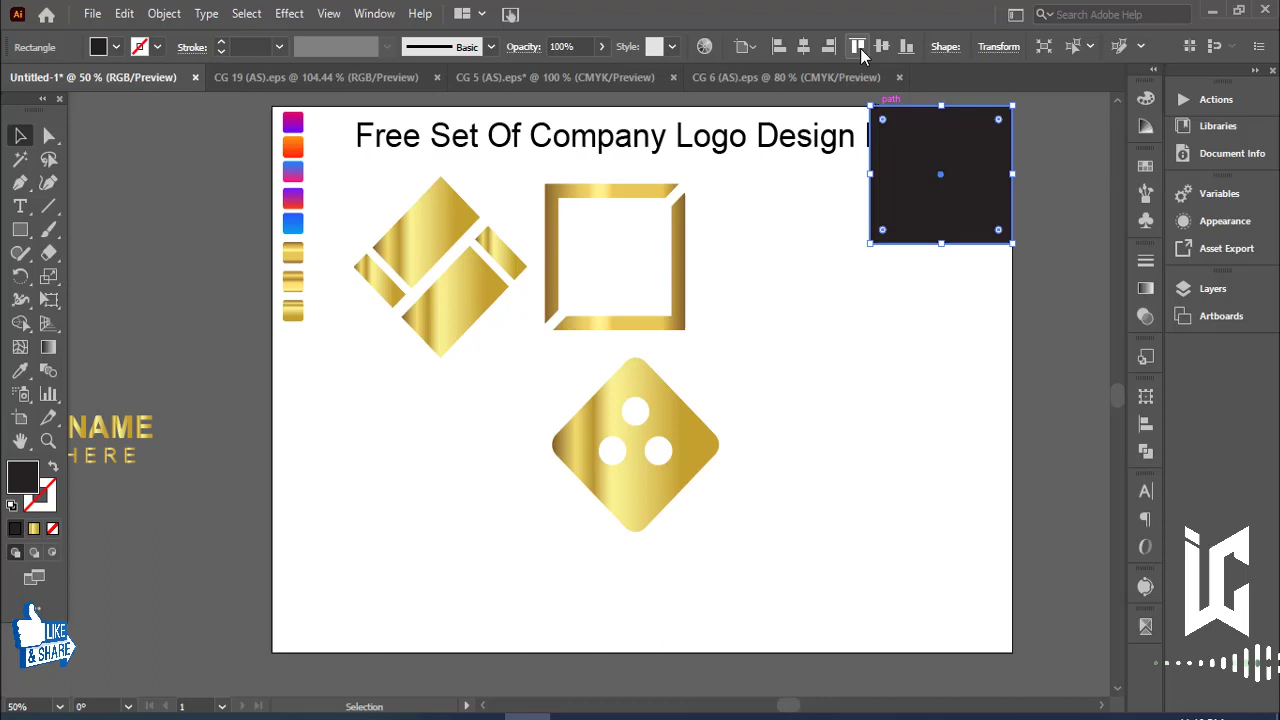 Ai File Edit Object Type Select Effect View Window Help Search Adobe Help
Rectangle Stroke: Basic Opacity: 100% Style: Shape: Transform
Untitled-1* @ 50 % (RGB/Preview) × CG 19 (AS).eps @ 104.44 % (RGB/Preview) × CG 5 (AS).eps* @ 100 % (CMYK/Preview) × CG 6 (AS).eps @ 80 % (CMYK/Preview) ×
path
Free Set Of Company Logo Design
Actions
Libraries
Document Info
Variables
Appearance
Asset Export
Layers
Artboards
NAME
HERE
LIKE
& SHARE
50% 0° 1 Selection